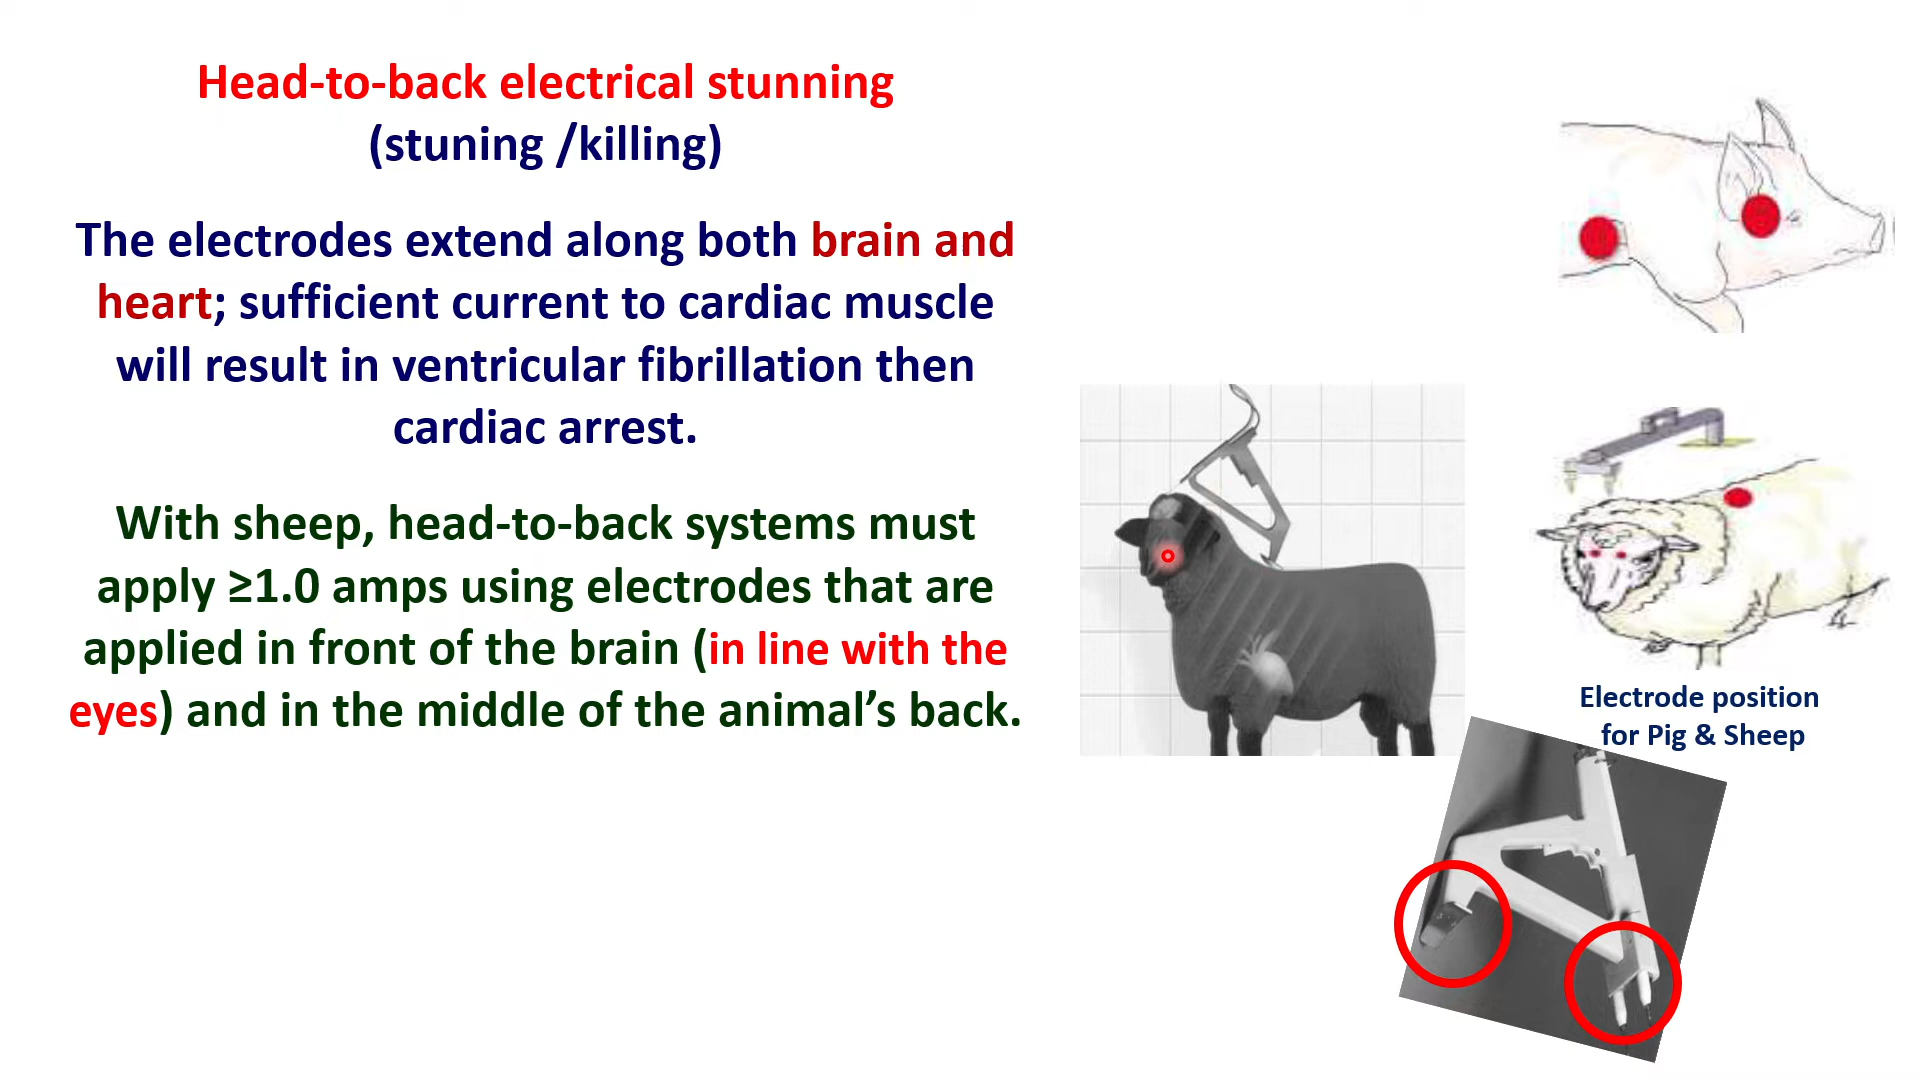 Head-to-back electrical stunning
(stuning /killing)
The electrodes extend along both brain and
heart; sufficient current to cardiac muscle
will result in ventricular fibrillation then
cardiac arrest.
With sheep, head-to-back systems must
apply ≥1.0 amps using electrodes that are
applied in front of the brain (in line with the
eyes) and in the middle of the animal’s back.
Electrode position
for Pig & Sheep